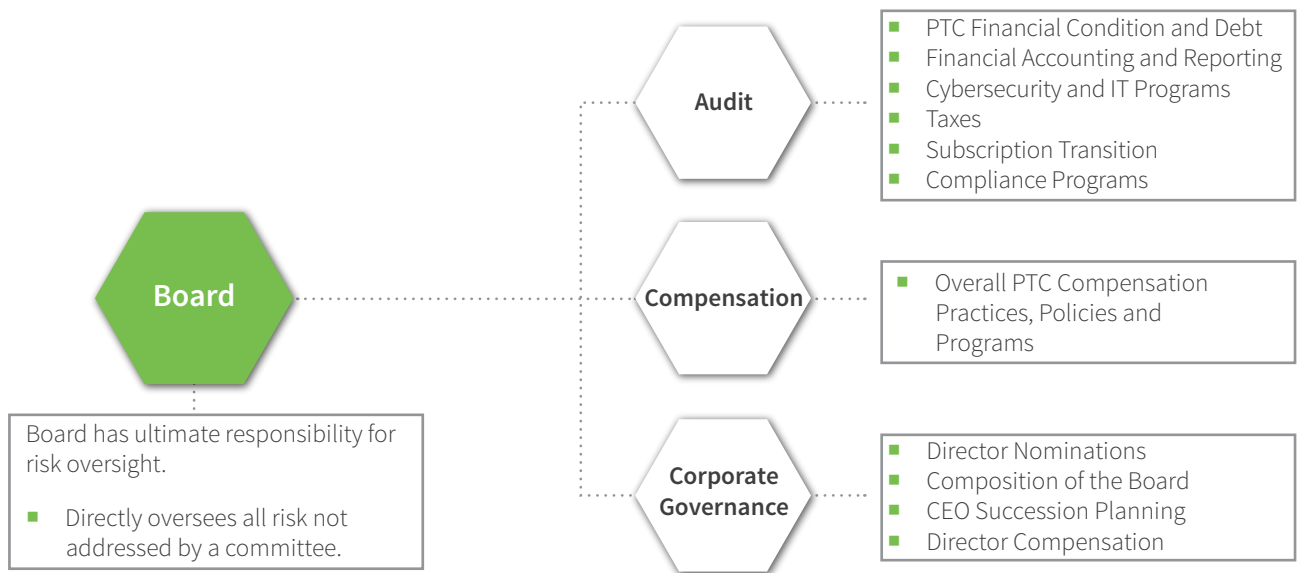 Board
Board has ultimate responsibility for
risk oversight.
■ Directly oversees all risk not
addressed by a committee.
Audit
■ PTC Financial Condition and Debt
■ Financial Accounting and Reporting
■ Cybersecurity and IT Programs
■ Taxes
■ Subscription Transition
■ Compliance Programs
Compensation
■ Overall PTC Compensation
Practices, Policies and
Programs
Corporate
Governance
■ Director Nominations
■ Composition of the Board
■ CEO Succession Planning
■ Director Compensation